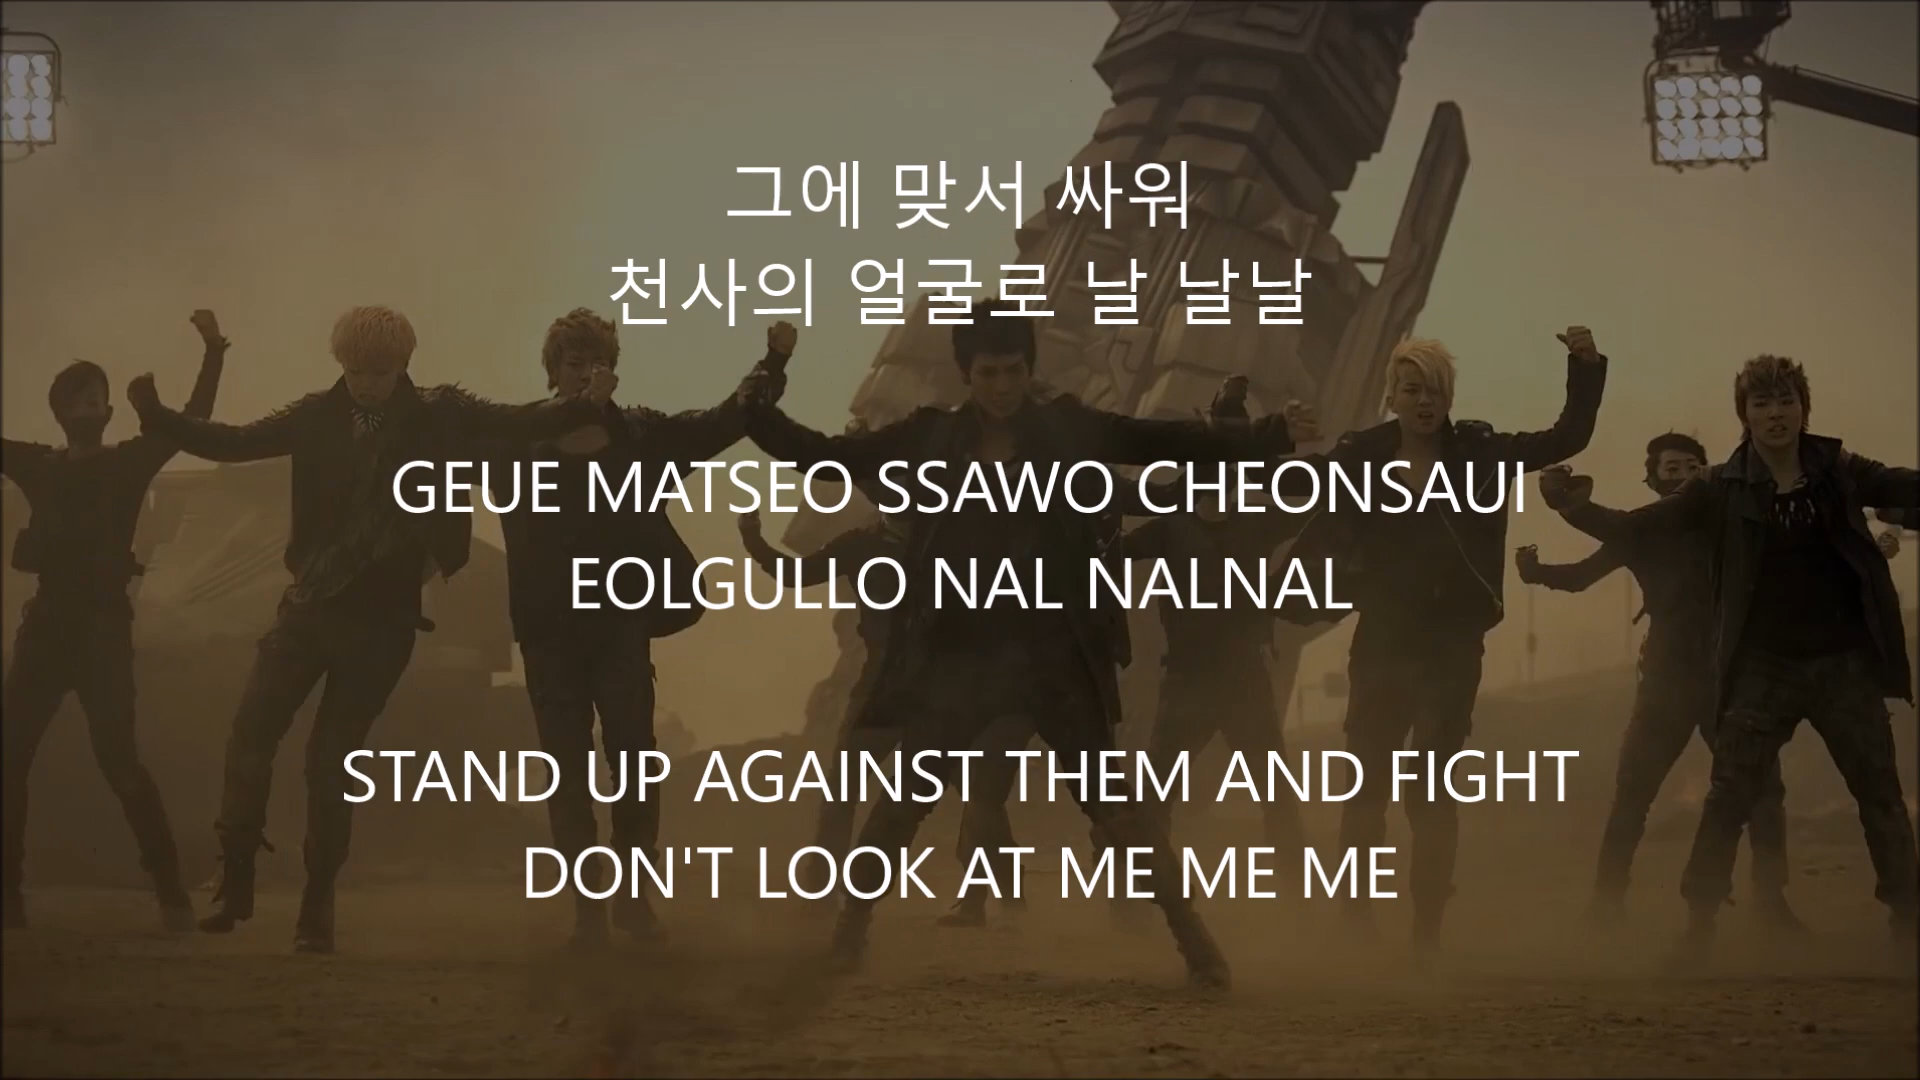 그에 맞서 싸워
천사의 얼굴로 날 날날
GEUE MATSEO SSAWO CHEONSAUI
EOLGULLO NAL NALNAL
STAND UP AGAINST THEM AND FIGHT
DON'T LOOK AT ME ME ME